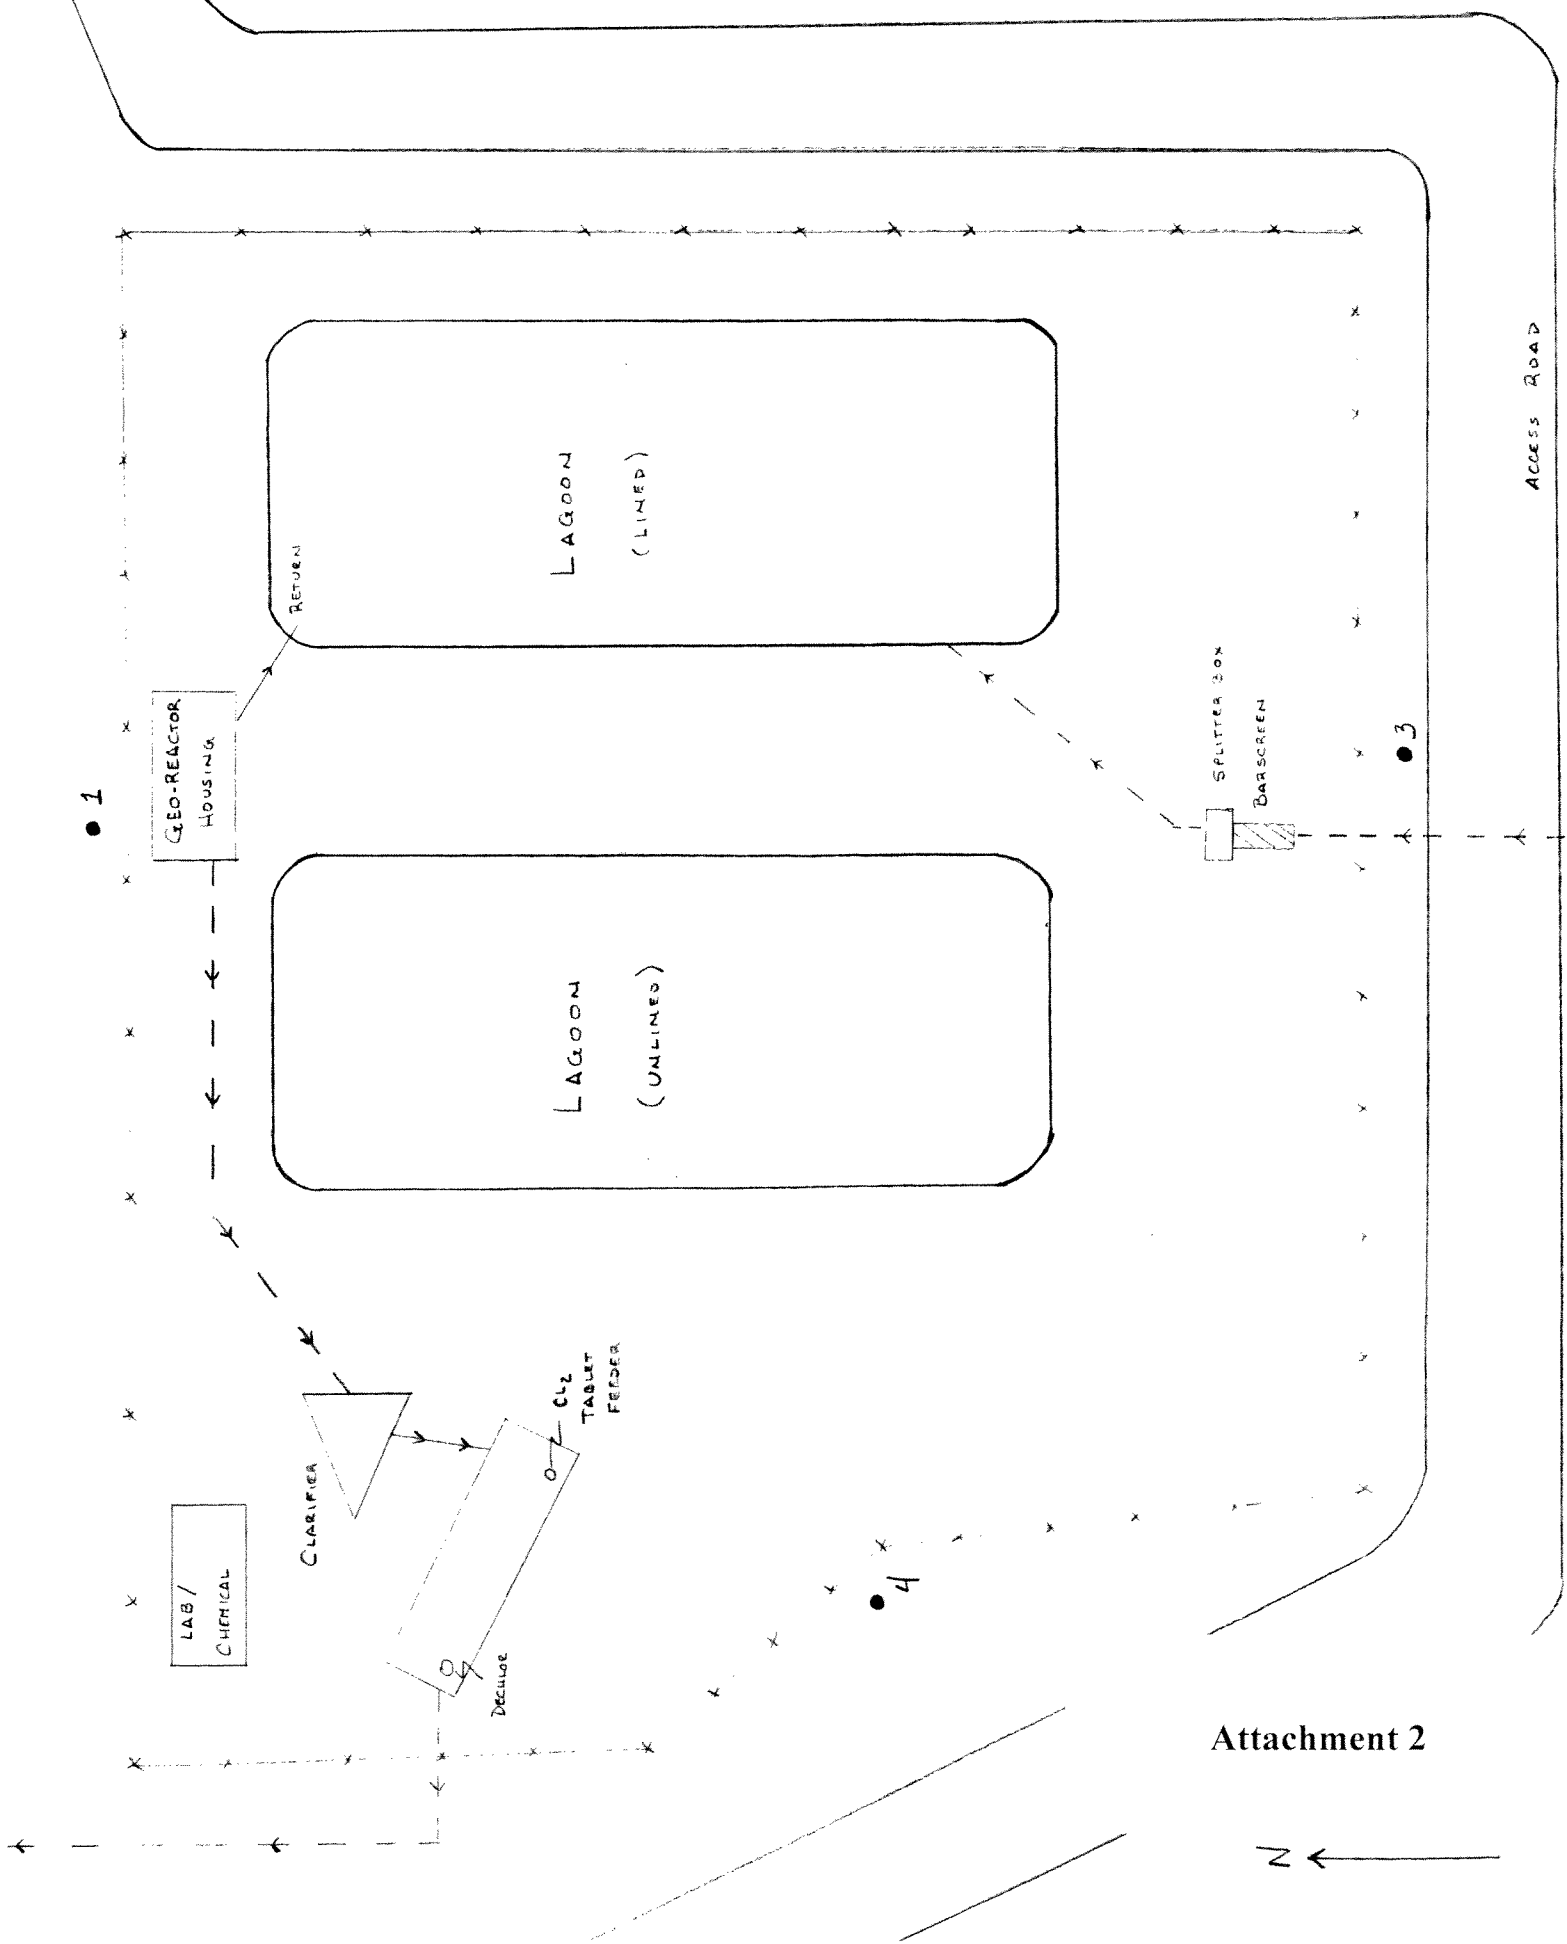 1
GEO-REACTOR
HOUSING
RETURN
LAGOON
(LINED)
LAGOON
(UNLINED)
SPLITTER BOX
BARSCREEN
3
ACCESS ROAD
CLARIFIER
CL2
TABLET
FEEDER
LAB/
CHEMICAL
DECHLOR
4
Attachment 2
N